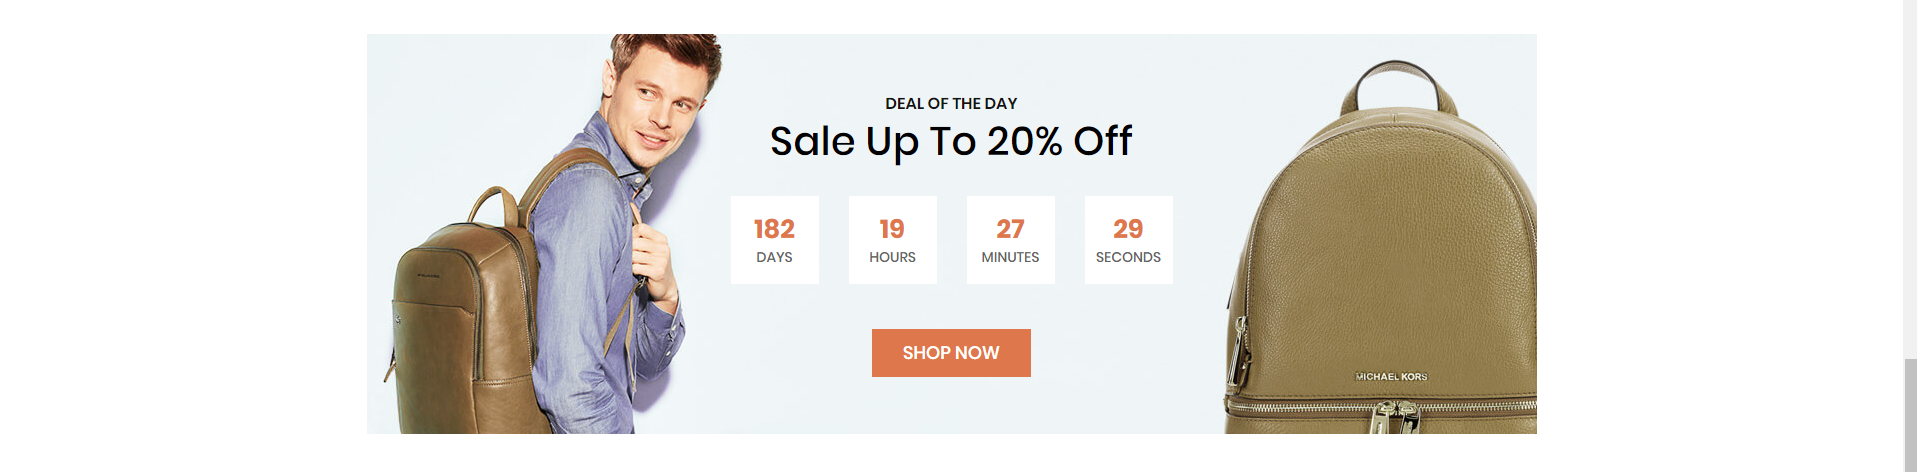 DEAL OF THE DAY
Sale Up To 20% Off
182 19 27 29
DAYS HOURS MINUTES SECONDS
SHOP NOW
MICHAEL KORS